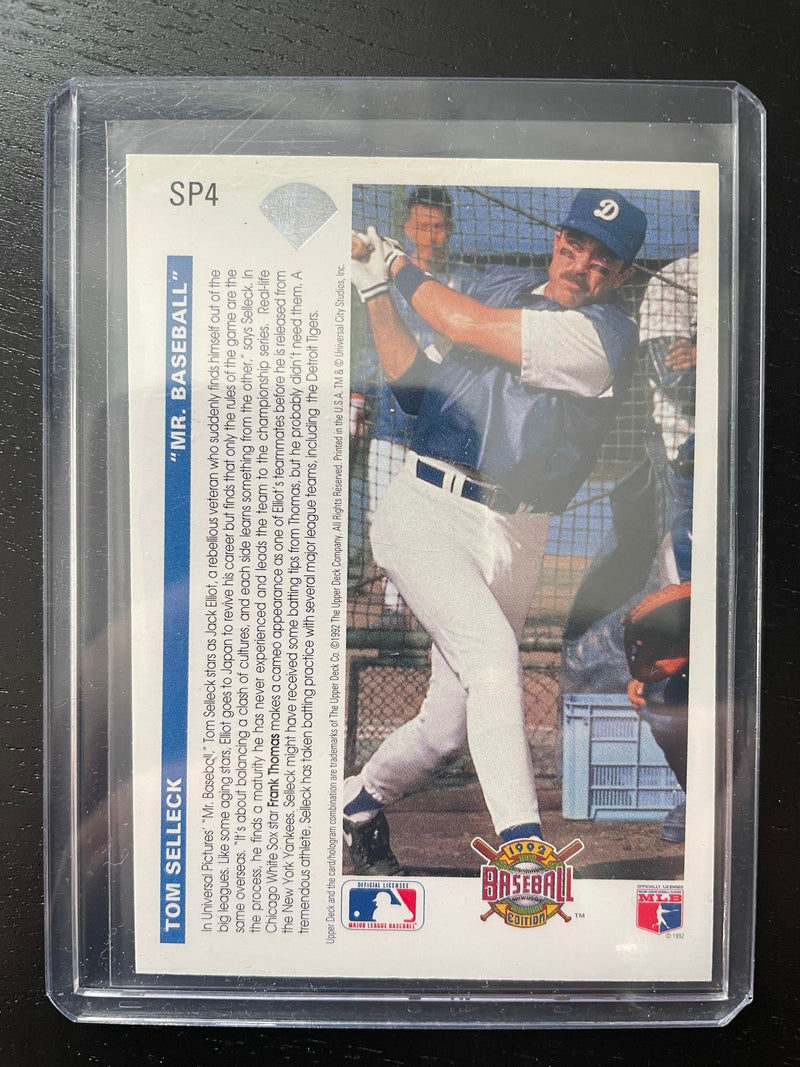 SP4
TOM SELLECK "MR. BASEBALL"
In Universal Pictures' "Mr. Baseball," Tom Selleck stars as Jack Elliot, a rebellious veteran who suddenly finds himself out of the
big leagues. Like some aging stars, Elliot goes to Japan to revive his career but finds that only the rules of the game are the
same overseas. "It's about balancing a clash of cultures, and each side learns something from the other," says Selleck. In
the process, he finds a maturity he has never experienced and leads the team to the championship series. Real-life
Chicago White Sox star Frank Thomas makes a cameo appearance as one of Elliot's teammates before he is released from
the New York Yankees. Selleck might have received some batting tips from Thomas, but he probably didn't need them. A
tremendous athlete, Selleck has taken batting practice with several major league teams, including the Detroit Tigers.
Upper Deck and the card/hologram combination are trademarks of The Upper Deck Co. ©1992 The Upper Deck Company. All Rights Reserved. Printed in the U.S.A. TM & © Universal City Studios, Inc.
D
OFFICIAL LICENSEE
MAJOR LEAGUE BASEBALL
1992
BASEBALL
EDITION
TM
OFFICIALLY LICENSED
MLB
© 1992